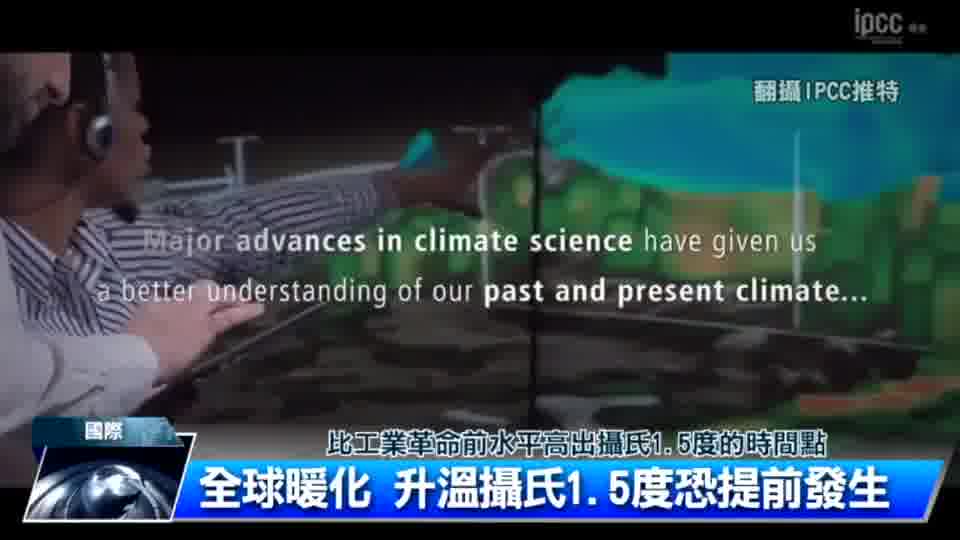 ipcc
翻攝IPCC推特
Major advances in climate science have given us
a better understanding of our past and present climate...
國際
比工業革命前水平高出攝氏1.5度的時間點
全球暖化 升溫攝氏1.5度恐提前發生